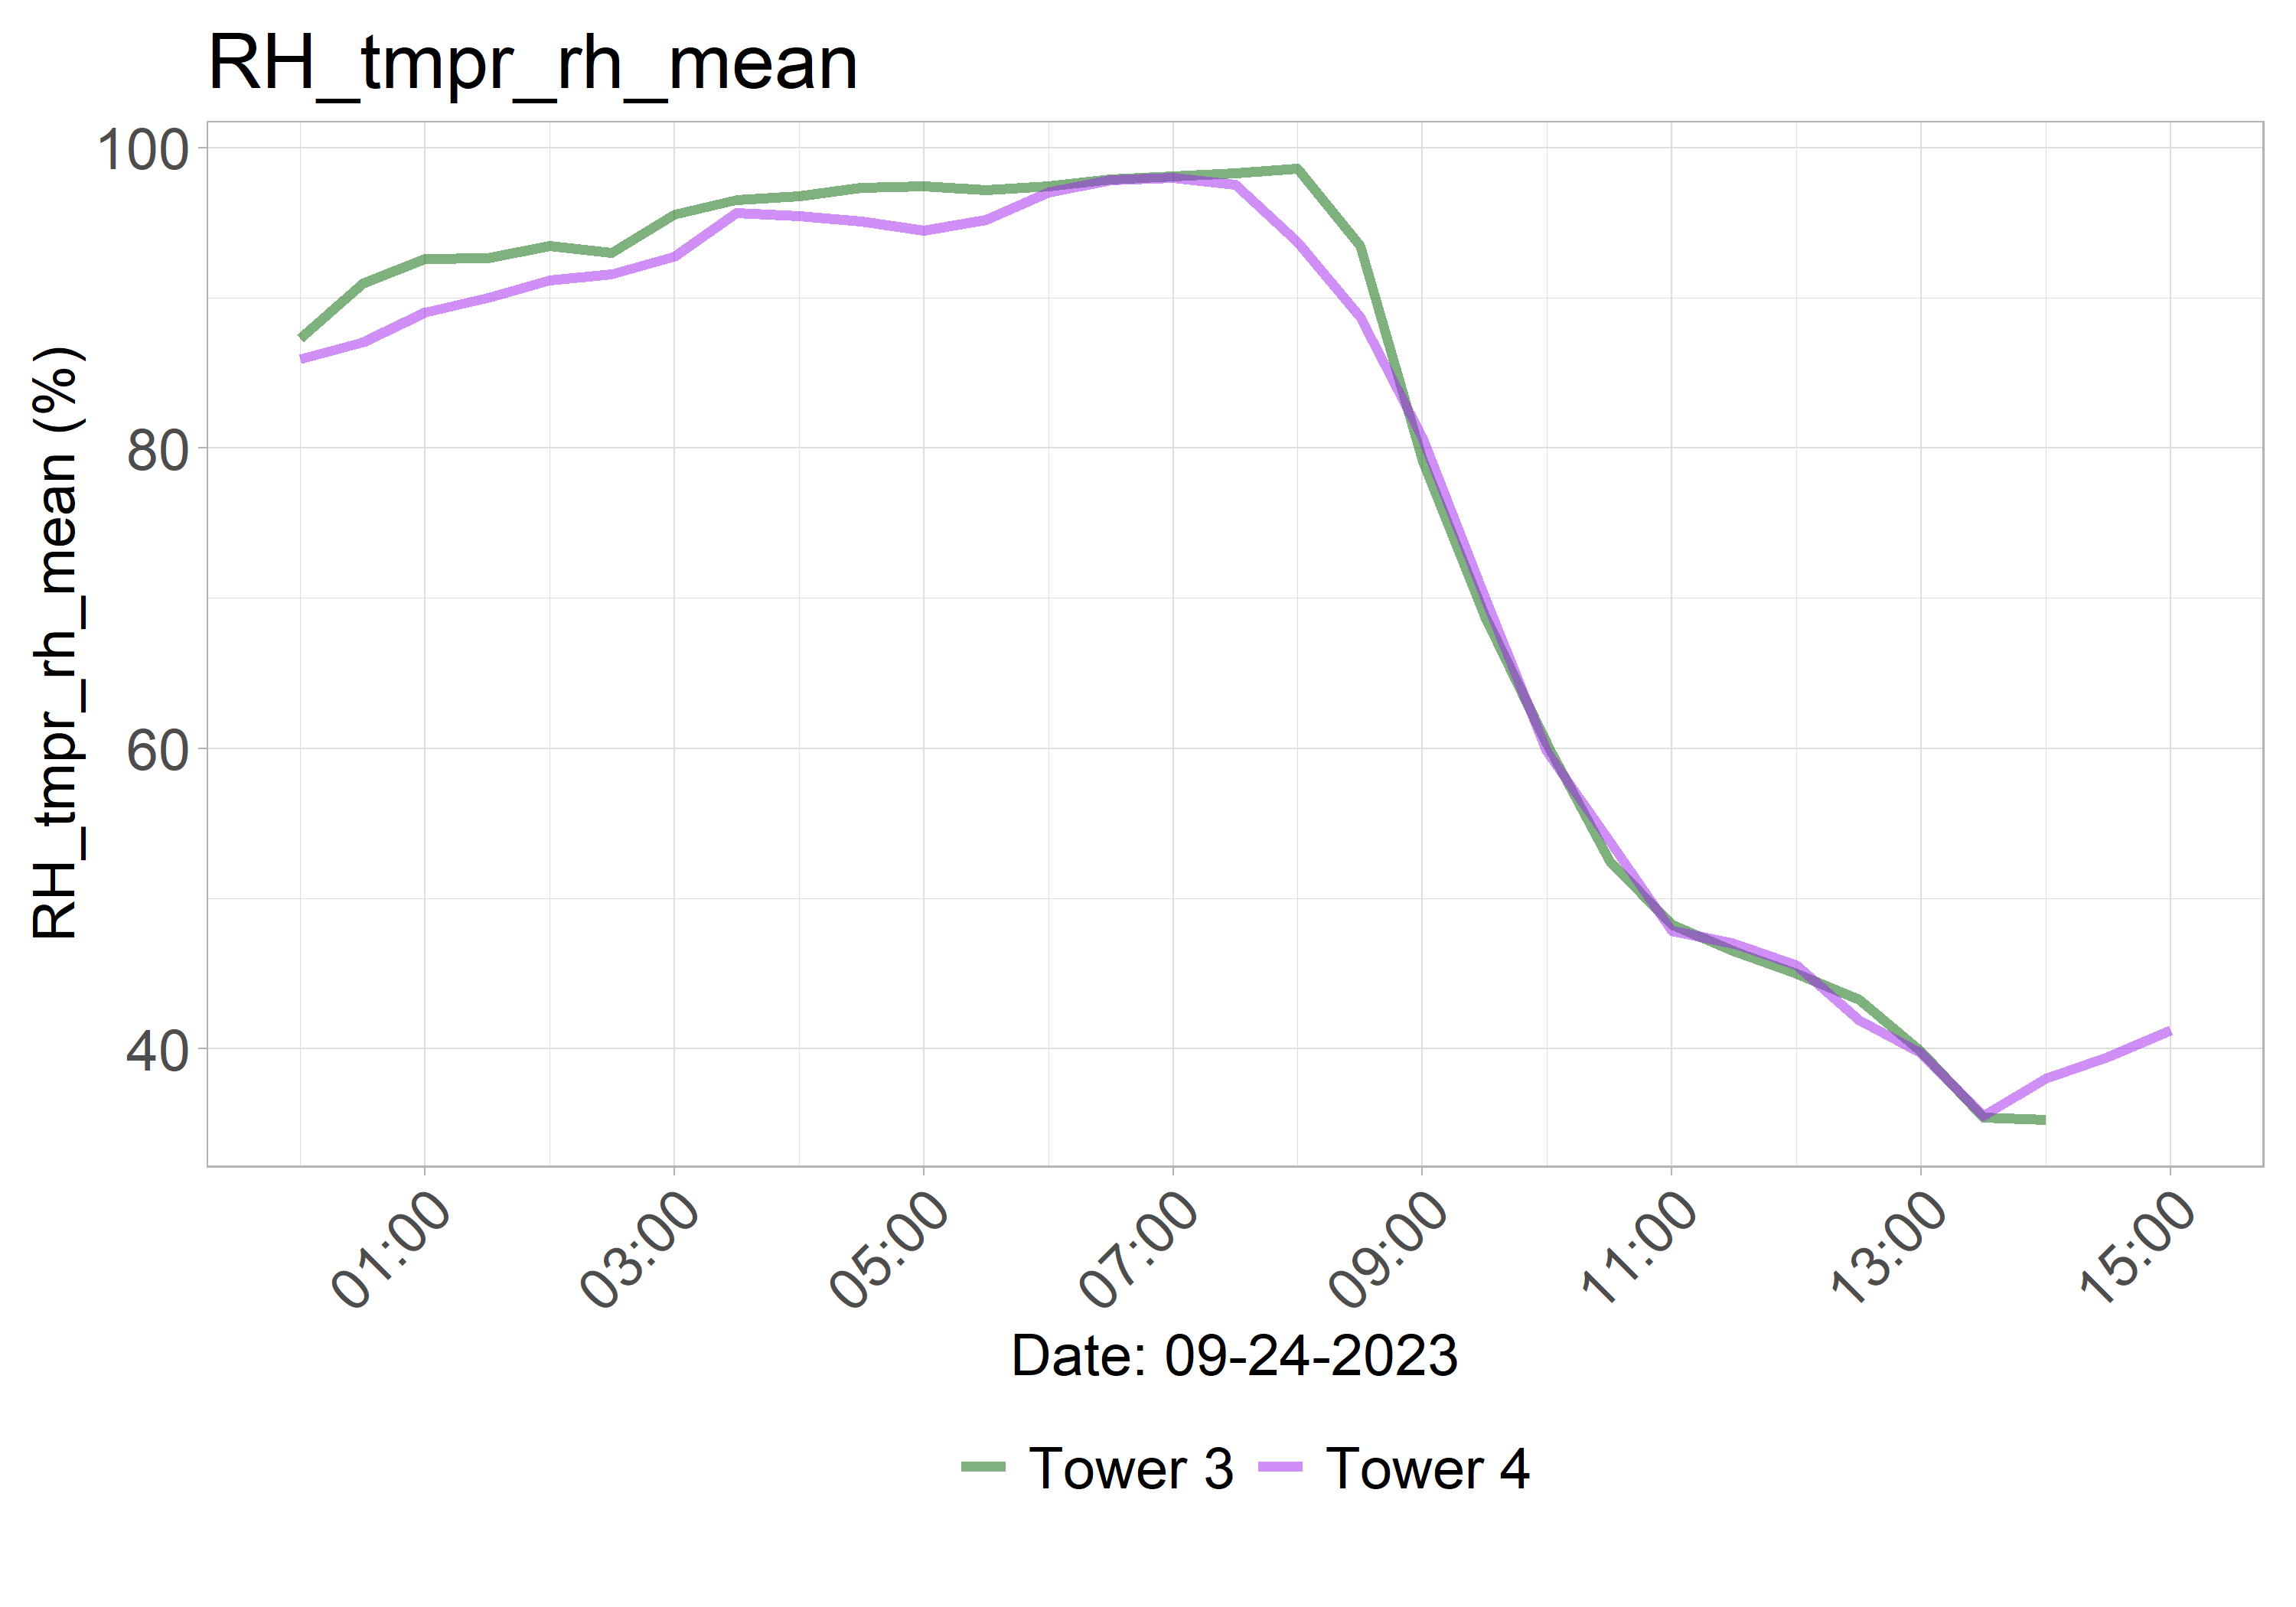 RH_tmpr_rh_mean
RH_tmpr_rh_mean (%)
100
80
60
40
01:00 03:00 05:00 07:00 09:00 11:00 13:00 15:00
Date: 09-24-2023
Tower 3 Tower 4